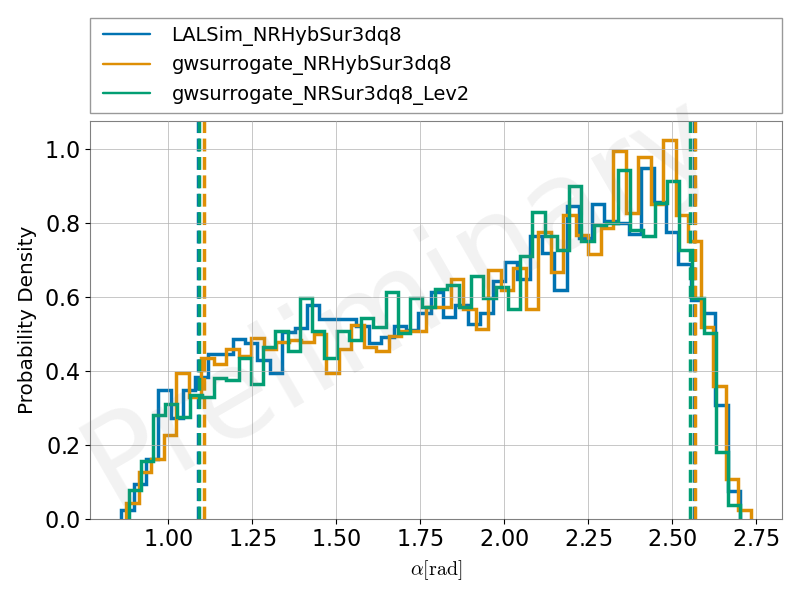 LALSim_NRHybSur3dq8
gwsurrogate_NRHybSur3dq8
gwsurrogate_NRSur3dq8_Lev2
Preliminary
Probability Density
1.0
0.8
0.6
0.4
0.2
0.0
1.00 1.25 1.50 1.75 2.00 2.25 2.50 2.75
α[rad]